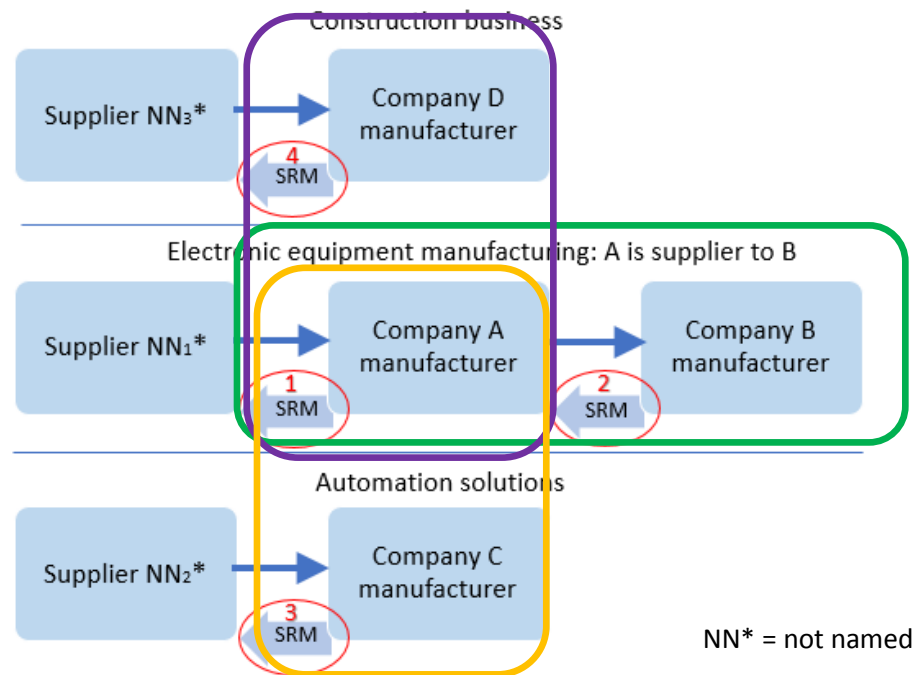 Construction business
Supplier NN₃*
Company D
manufacturer
4
SRM
Electronic equipment manufacturing: A is supplier to B
Supplier NN₁*
Company A
manufacturer
Company B
manufacturer
1
SRM
2
SRM
Automation solutions
Supplier NN₂*
Company C
manufacturer
3
SRM
NN* = not named